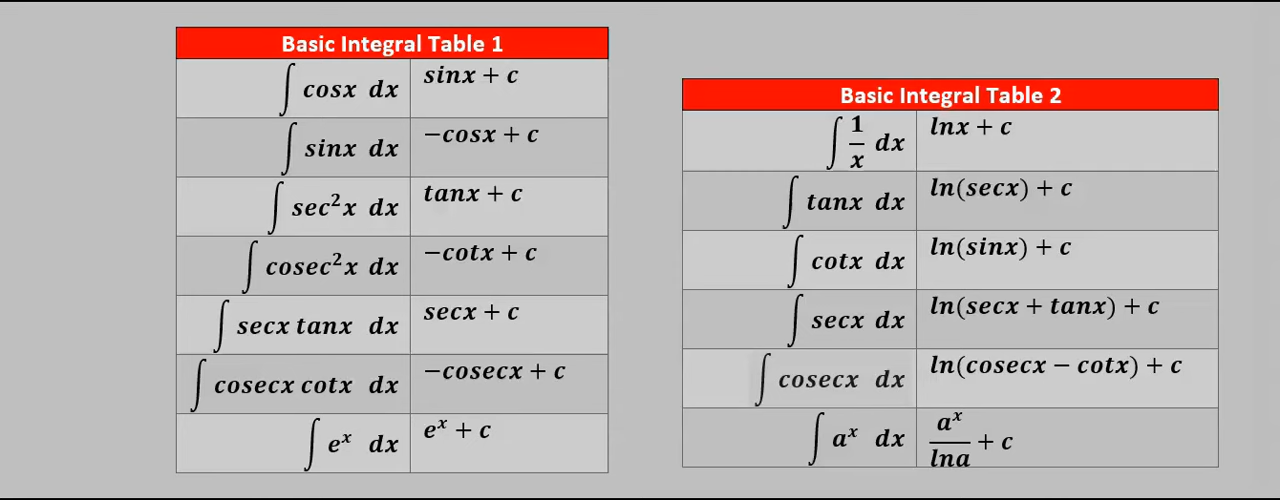 Basic Integral Table 1
∫ cosx dx sinx + c
∫ sinx dx −cosx + c
∫ sec²x dx tanx + c
∫ cosec²x dx −cotx + c
∫ secx tanx dx secx + c
∫ cosecx cotx dx −cosecx + c
∫ eˣ dx eˣ + c
Basic Integral Table 2
∫ 1/x dx lnx + c
∫ tanx dx ln(secx) + c
∫ cotx dx ln(sinx) + c
∫ secx dx ln(secx + tanx) + c
∫ cosecx dx ln(cosecx − cotx) + c
∫ aˣ dx aˣ/lna + c